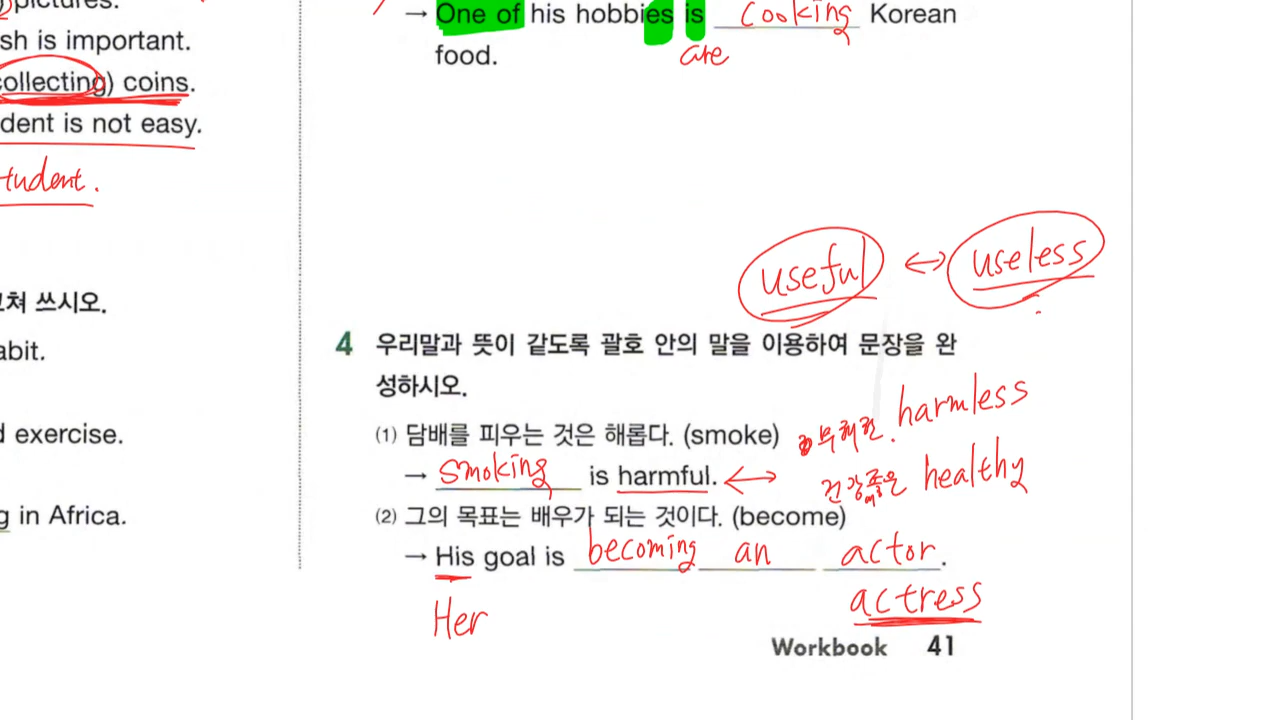 pictures.
sh is important.
collecting) coins.
dent is not easy.
tudent.
쳐 쓰시오.
abit.
d exercise.
g in Africa.
→ One of his hobbies is cooking Korean
are
food.
useful ↔ useless
4 우리말과 뜻이 같도록 괄호 안의 말을 이용하여 문장을 완
성하시오.
harmless
(1) 담배를 피우는 것은 해롭다. (smoke) 무해한.
→ smoking is harmful. ↔ 건강좋은 healthy
(2) 그의 목표는 배우가 되는 것이다. (become)
→ His goal is becoming an actor.
Her actress
Workbook 41